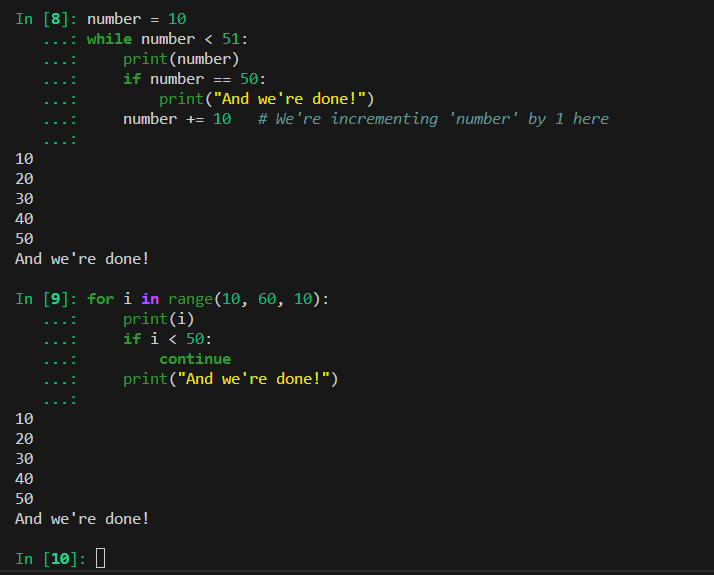 In [8]: number = 10
   ...: while number < 51:
   ...:     print(number)
   ...:     if number == 50:
   ...:         print("And we're done!")
   ...:     number += 10   # We're incrementing 'number' by 1 here
   ...:
10
20
30
40
50
And we're done!

In [9]: for i in range(10, 60, 10):
   ...:     print(i)
   ...:     if i < 50:
   ...:         continue
   ...:     print("And we're done!")
   ...:
10
20
30
40
50
And we're done!

In [10]: